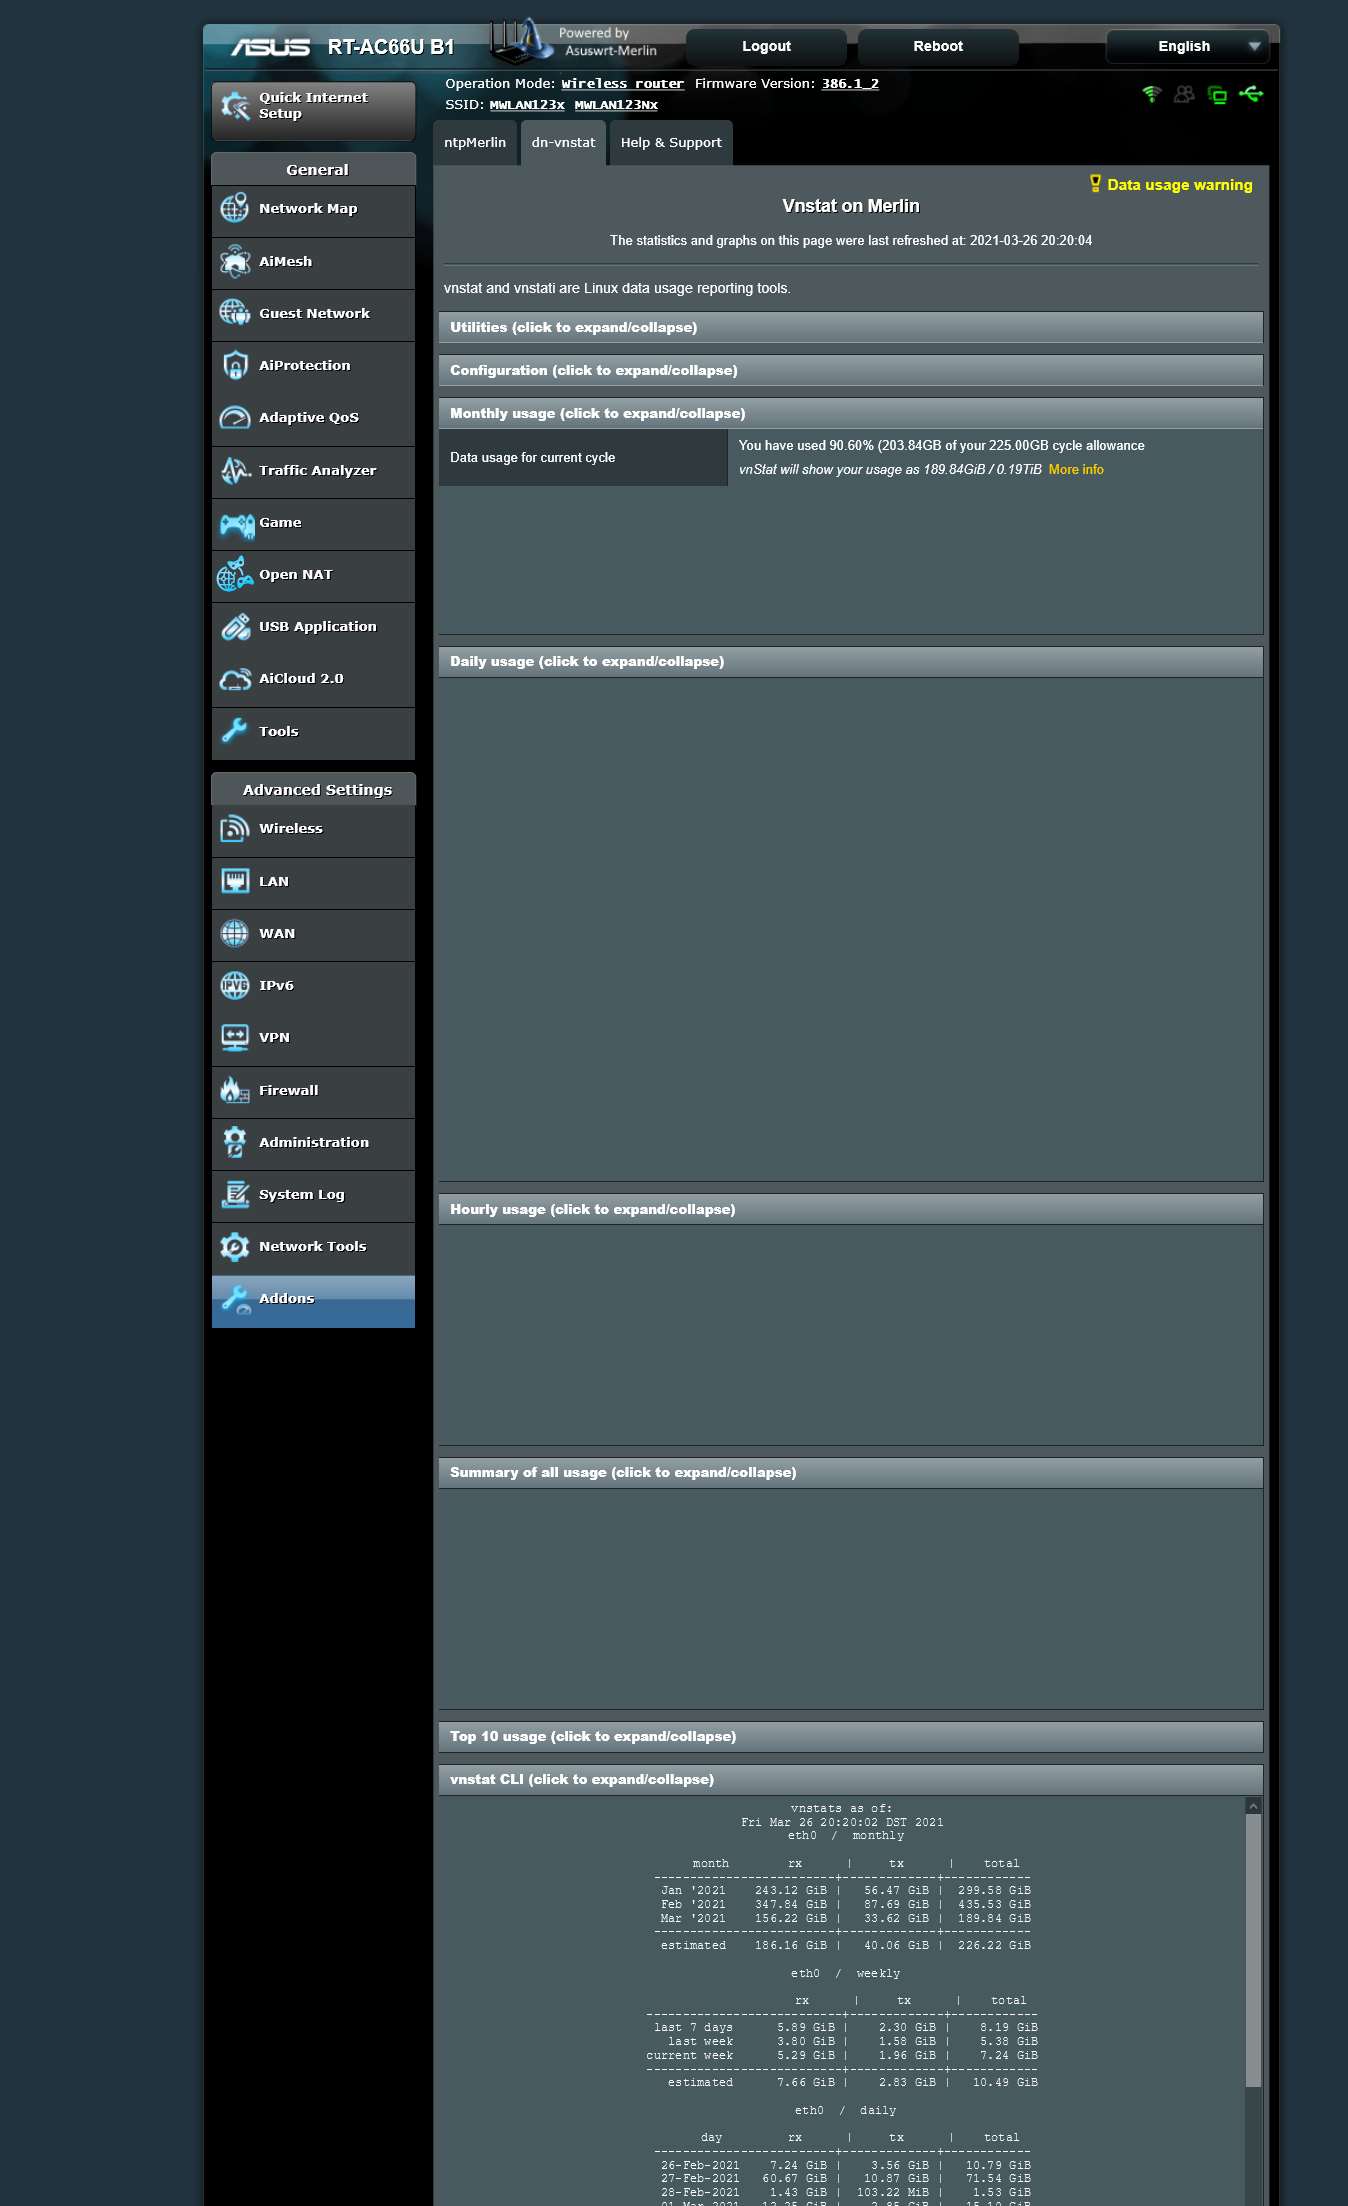 ASUS RT-AC66U B1 Powered by Asuswrt-Merlin Logout Reboot English
Operation Mode: Wireless router Firmware Version: 386.1_2
SSID: MWLAN123x MWLAN123Nx
Quick Internet Setup
General
Network Map
AiMesh
Guest Network
AiProtection
Adaptive QoS
Traffic Analyzer
Game
Open NAT
USB Application
AiCloud 2.0
Tools
Advanced Settings
Wireless
LAN
WAN
IPv6
VPN
Firewall
Administration
System Log
Network Tools
Addons
ntpMerlin dn-vnstat Help & Support
Data usage warning
Vnstat on Merlin
The statistics and graphs on this page were last refreshed at: 2021-03-26 20:20:04
vnstat and vnstati are Linux data usage reporting tools.
Utilities (click to expand/collapse)
Configuration (click to expand/collapse)
Monthly usage (click to expand/collapse)
Data usage for current cycle
You have used 90.60% (203.84GB of your 225.00GB cycle allowance
vnStat will show your usage as 189.84GiB / 0.19TiB More info
Daily usage (click to expand/collapse)
Hourly usage (click to expand/collapse)
Summary of all usage (click to expand/collapse)
Top 10 usage (click to expand/collapse)
vnstat CLI (click to expand/collapse)
vnstats as of:
Fri Mar 26 20:20:02 DST 2021
eth0 / monthly
month rx | tx | total
-------------------------+-------------+------------
Jan '2021 243.12 GiB | 56.47 GiB | 299.58 GiB
Feb '2021 347.84 GiB | 87.69 GiB | 435.53 GiB
Mar '2021 156.22 GiB | 33.62 GiB | 189.84 GiB
-------------------------+-------------+------------
estimated 186.16 GiB | 40.06 GiB | 226.22 GiB
eth0 / weekly
rx | tx | total
---------------------------+-------------+------------
last 7 days 5.89 GiB | 2.30 GiB | 8.19 GiB
last week 3.80 GiB | 1.58 GiB | 5.38 GiB
current week 5.29 GiB | 1.96 GiB | 7.24 GiB
---------------------------+-------------+------------
estimated 7.66 GiB | 2.83 GiB | 10.49 GiB
eth0 / daily
day rx | tx | total
-------------------------+-------------+------------
26-Feb-2021 7.24 GiB | 3.56 GiB | 10.79 GiB
27-Feb-2021 60.67 GiB | 10.87 GiB | 71.54 GiB
28-Feb-2021 1.43 GiB | 103.22 MiB | 1.53 GiB
01-Mar-2021 12.25 GiB | 2.85 GiB | 15.10 GiB